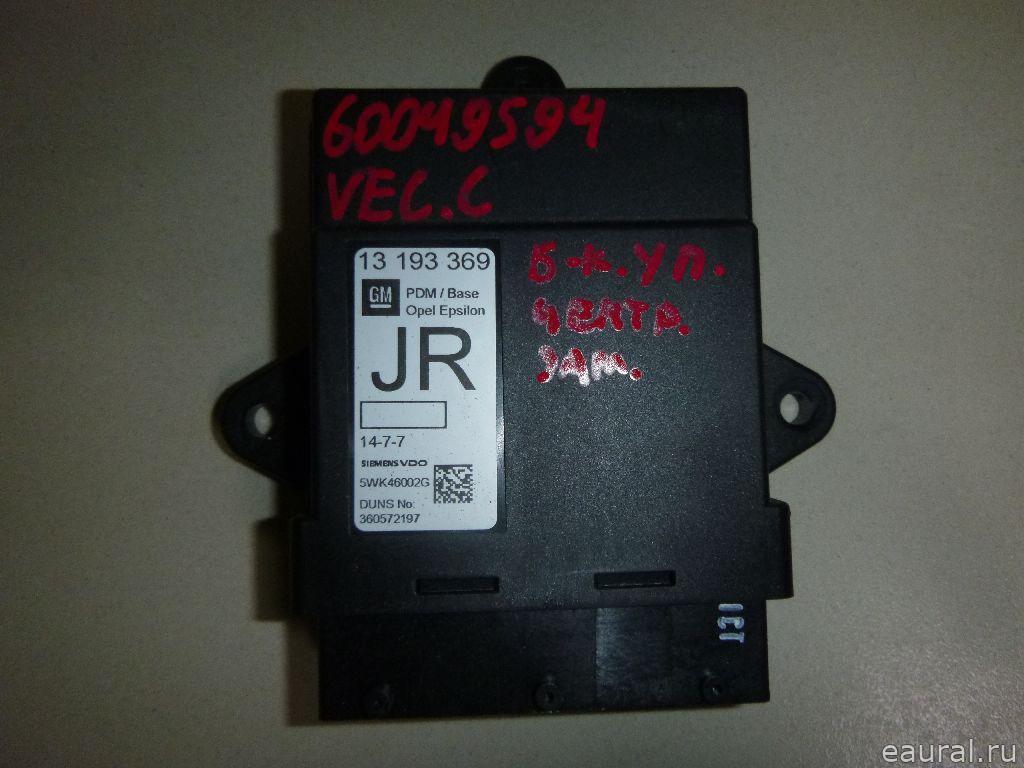 60049594
VEC.C
13 193 369
GM
PDM / Base
Opel Epsilon
JR
14-7-7
SIEMENS VDO
5WK46002G
DUNS No:
360572197
Б-к. УП.
ЦЕНТР.
ЗАМ.
ICT
eaural.ru